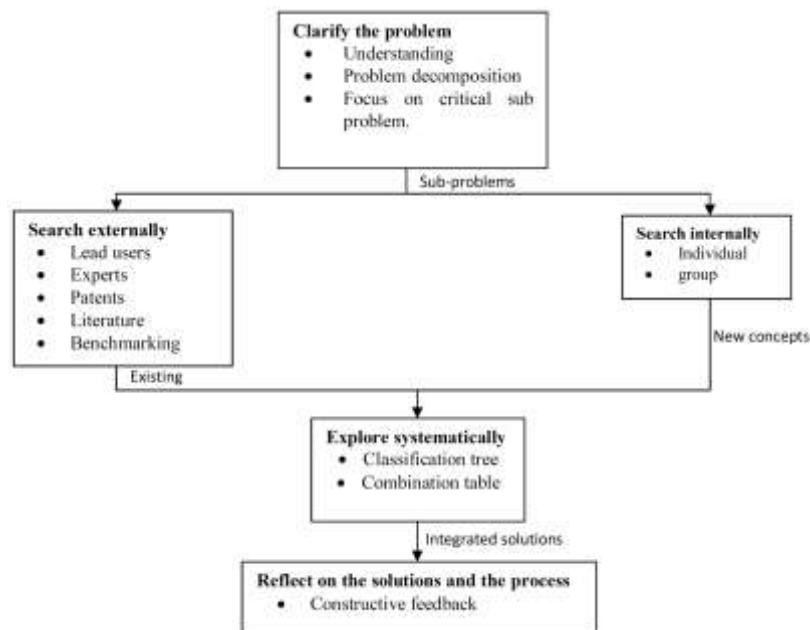 Clarify the problem
• Understanding
• Problem decomposition
• Focus on critical sub
problem.
Sub-problems
Search externally
• Lead users
• Experts
• Patents
• Literature
• Benchmarking
Search internally
• Individual
• group
Existing
New concepts
Explore systematically
• Classification tree
• Combination table
Integrated solutions
Reflect on the solutions and the process
• Constructive feedback